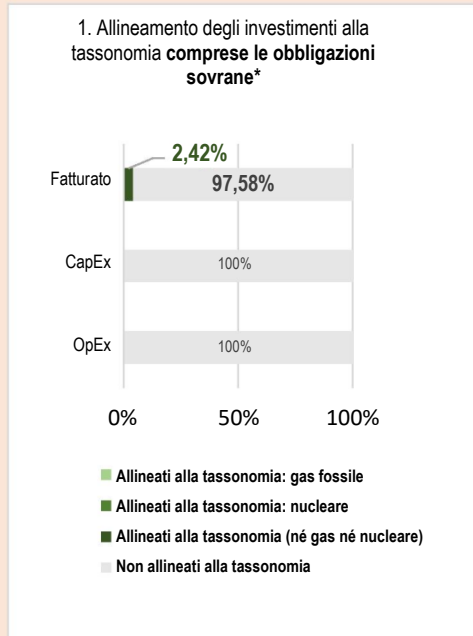 1. Allineamento degli investimenti alla
tassonomia comprese le obbligazioni
sovrane*
2,42%
Fatturato
97,58%
CapEx
100%
OpEx
100%
0%
50%
100%
Allineati alla tassonomia: gas fossile
Allineati alla tassonomia: nucleare
Allineati alla tassonomia (né gas né nucleare)
Non allineati alla tassonomia